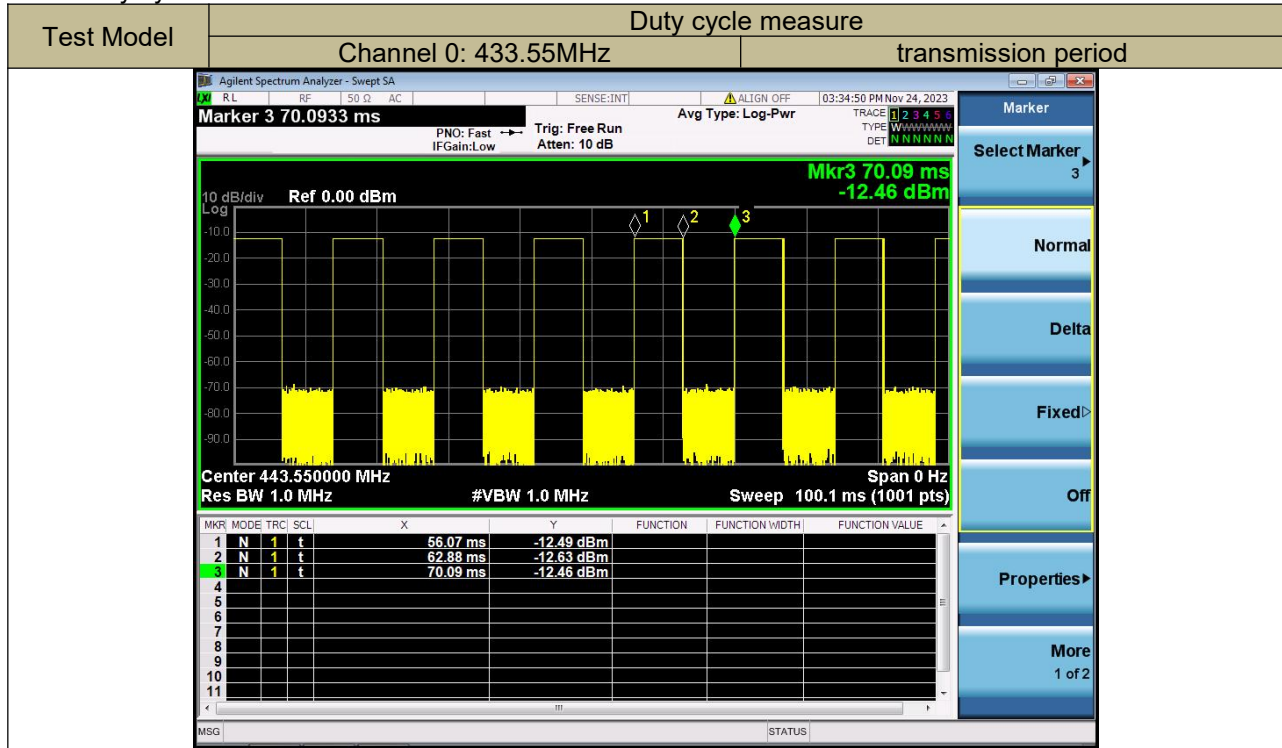 Test Model
Duty cycle measure
Channel 0: 433.55MHz
transmission period
Agilent Spectrum Analyzer - Swept SA
LXI RL RF 50 Ω AC SENSE:INT ALIGN OFF 03:34:50 PM Nov 24, 2023
Marker 3 70.0933 ms
PNO: Fast
IFGain:Low
Trig: Free Run
Atten: 10 dB
Avg Type: Log-Pwr
TRACE 1 2 3 4 5 6
TYPE WWWWWW
DET N N N N N N
Mkr3 70.09 ms
-12.46 dBm
10 dB/div Ref 0.00 dBm
Log
1 2 3
-10.0
-20.0
-30.0
-40.0
-50.0
-60.0
-70.0
-80.0
-90.0
Center 443.550000 MHz Span 0 Hz
Res BW 1.0 MHz #VBW 1.0 MHz Sweep 100.1 ms (1001 pts)
MKR MODE TRC SCL X Y FUNCTION FUNCTION WIDTH FUNCTION VALUE
1 N 1 t 56.07 ms -12.49 dBm
2 N 1 t 62.88 ms -12.63 dBm
3 N 1 t 70.09 ms -12.46 dBm
4
5
6
7
8
9
10
11
MSG STATUS
Marker
Select Marker
3
Normal
Delta
Fixed
Off
Properties
More
1 of 2